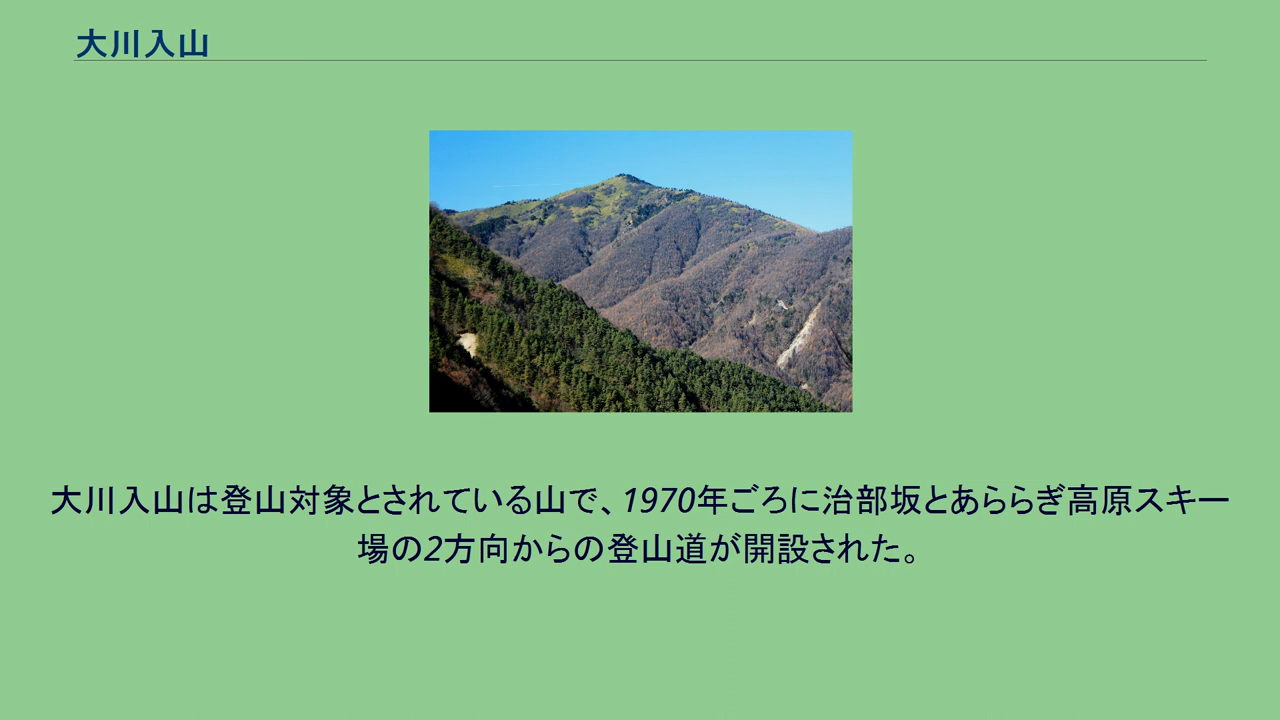 大川入山
大川入山は登山対象とされている山で、1970年ごろに治部坂とあららぎ高原スキー
場の2方向からの登山道が開設された。